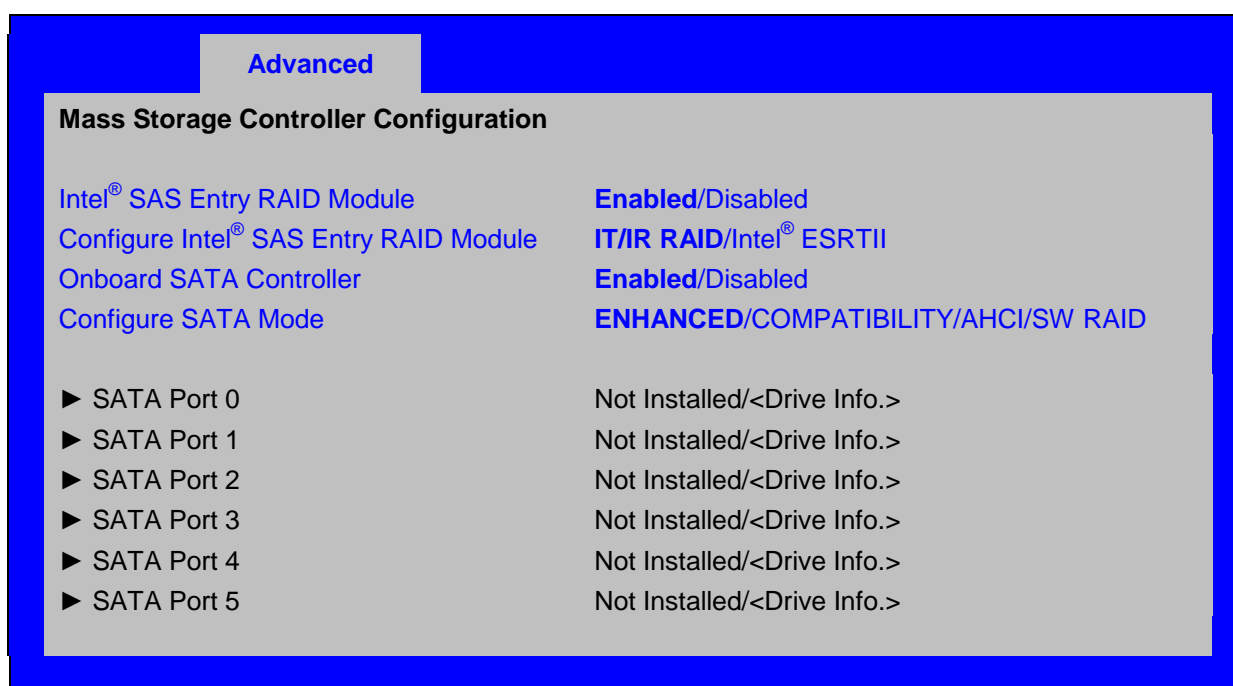 Advanced
Mass Storage Controller Configuration
Intel® SAS Entry RAID Module Enabled/Disabled
Configure Intel® SAS Entry RAID Module IT/IR RAID/Intel® ESRTII
Onboard SATA Controller Enabled/Disabled
Configure SATA Mode ENHANCED/COMPATIBILITY/AHCI/SW RAID
► SATA Port 0 Not Installed/<Drive Info.>
► SATA Port 1 Not Installed/<Drive Info.>
► SATA Port 2 Not Installed/<Drive Info.>
► SATA Port 3 Not Installed/<Drive Info.>
► SATA Port 4 Not Installed/<Drive Info.>
► SATA Port 5 Not Installed/<Drive Info.>